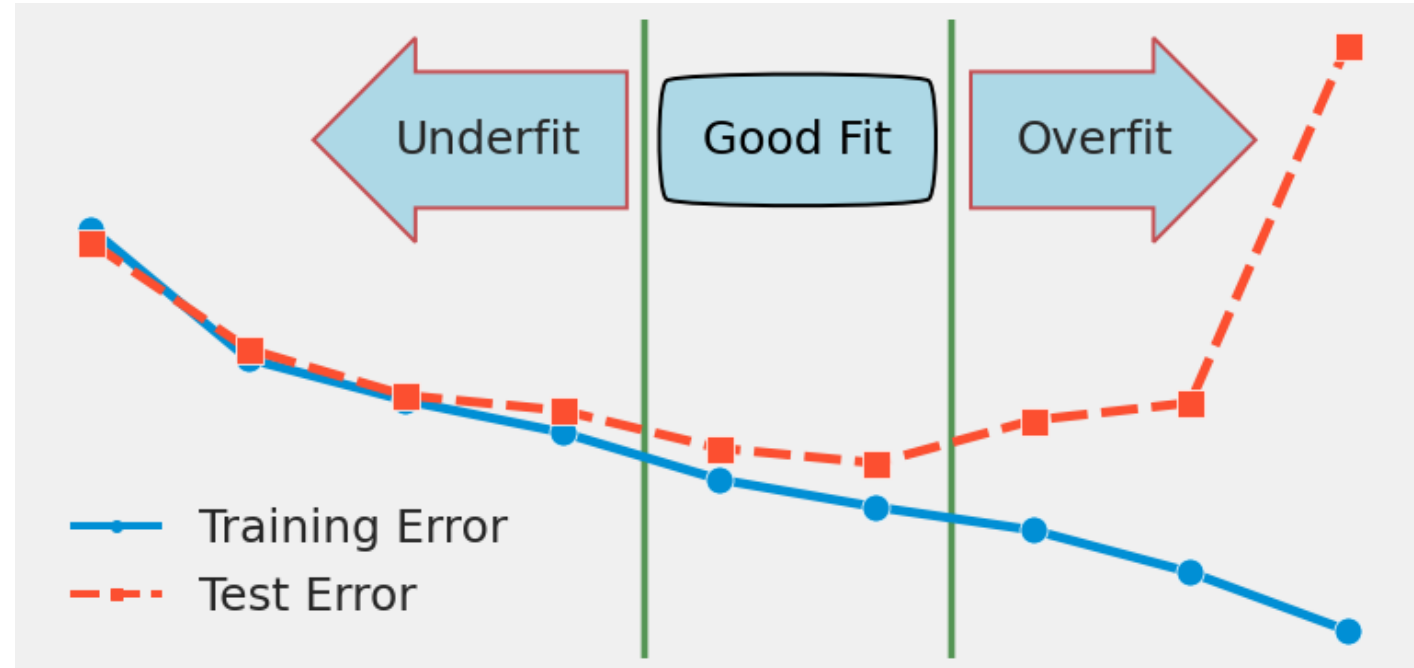 Underfit
Good Fit
Overfit
Training Error
Test Error